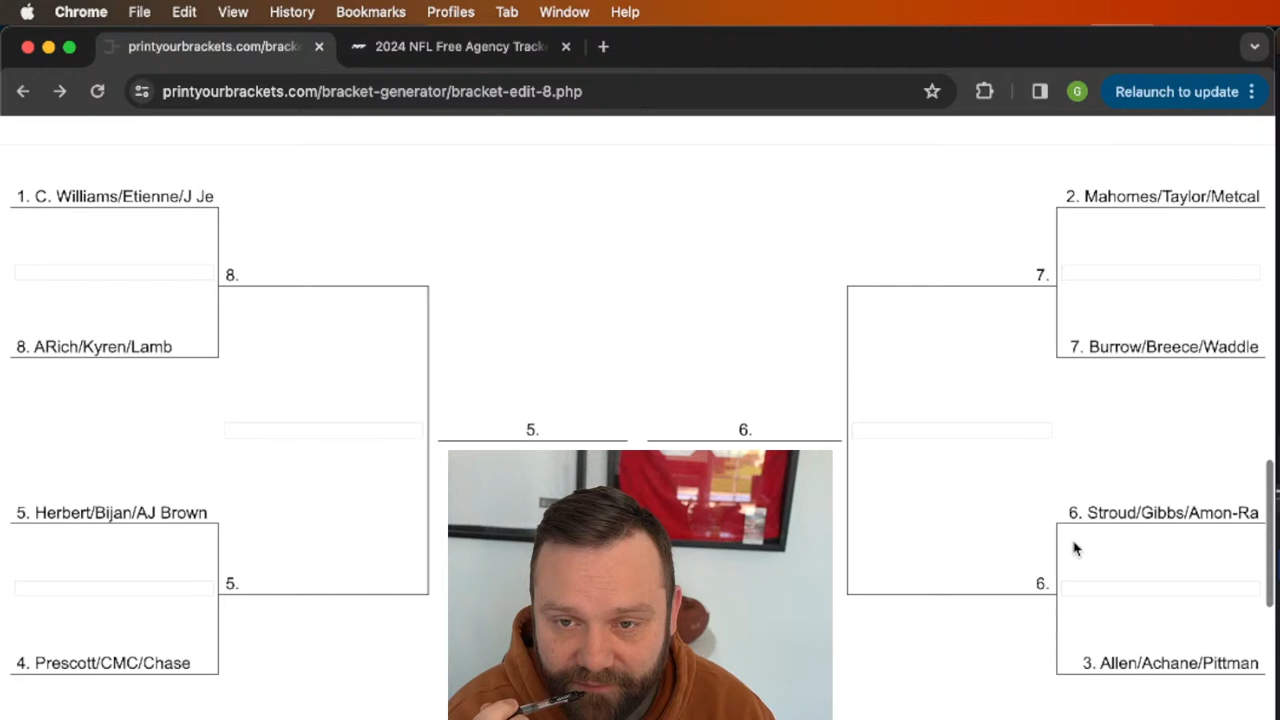 Chrome File Edit View History Bookmarks Profiles Tab Window Help
printyourbrackets.com/brack 2024 NFL Free Agency Track
printyourbrackets.com/bracket-generator/bracket-edit-8.php G Relaunch to update
1. C. Williams/Etienne/J Je
8.
8. ARich/Kyren/Lamb
5.
5. Herbert/Bijan/AJ Brown
5.
4. Prescott/CMC/Chase
2. Mahomes/Taylor/Metcal
7.
7. Burrow/Breece/Waddle
6.
6. Stroud/Gibbs/Amon-Ra
6.
3. Allen/Achane/Pittman